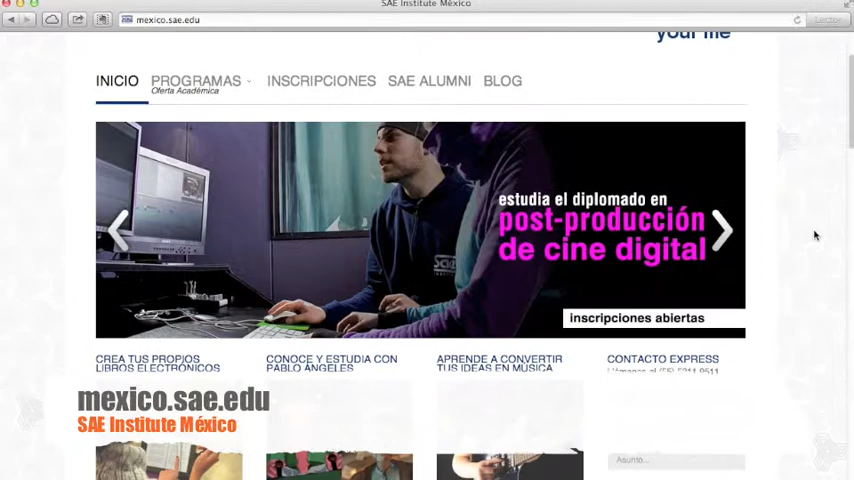 SAE Institute México
mexico.sae.edu
Lector
your life
INICIO PROGRAMAS INSCRIPCIONES SAE ALUMNI BLOG
Oferta Académica
estudia el diplomado en
post-producción
de cine digital
inscripciones abiertas
CREA TUS PROPIOS
LIBROS ELECTRÓNICOS
CONOCE Y ESTUDIA CON
PABLO ÁNGELES
APRENDE A CONVERTIR
TUS IDEAS EN MÚSICA
CONTACTO EXPRESS
mexico.sae.edu
SAE Institute México
Asunto...